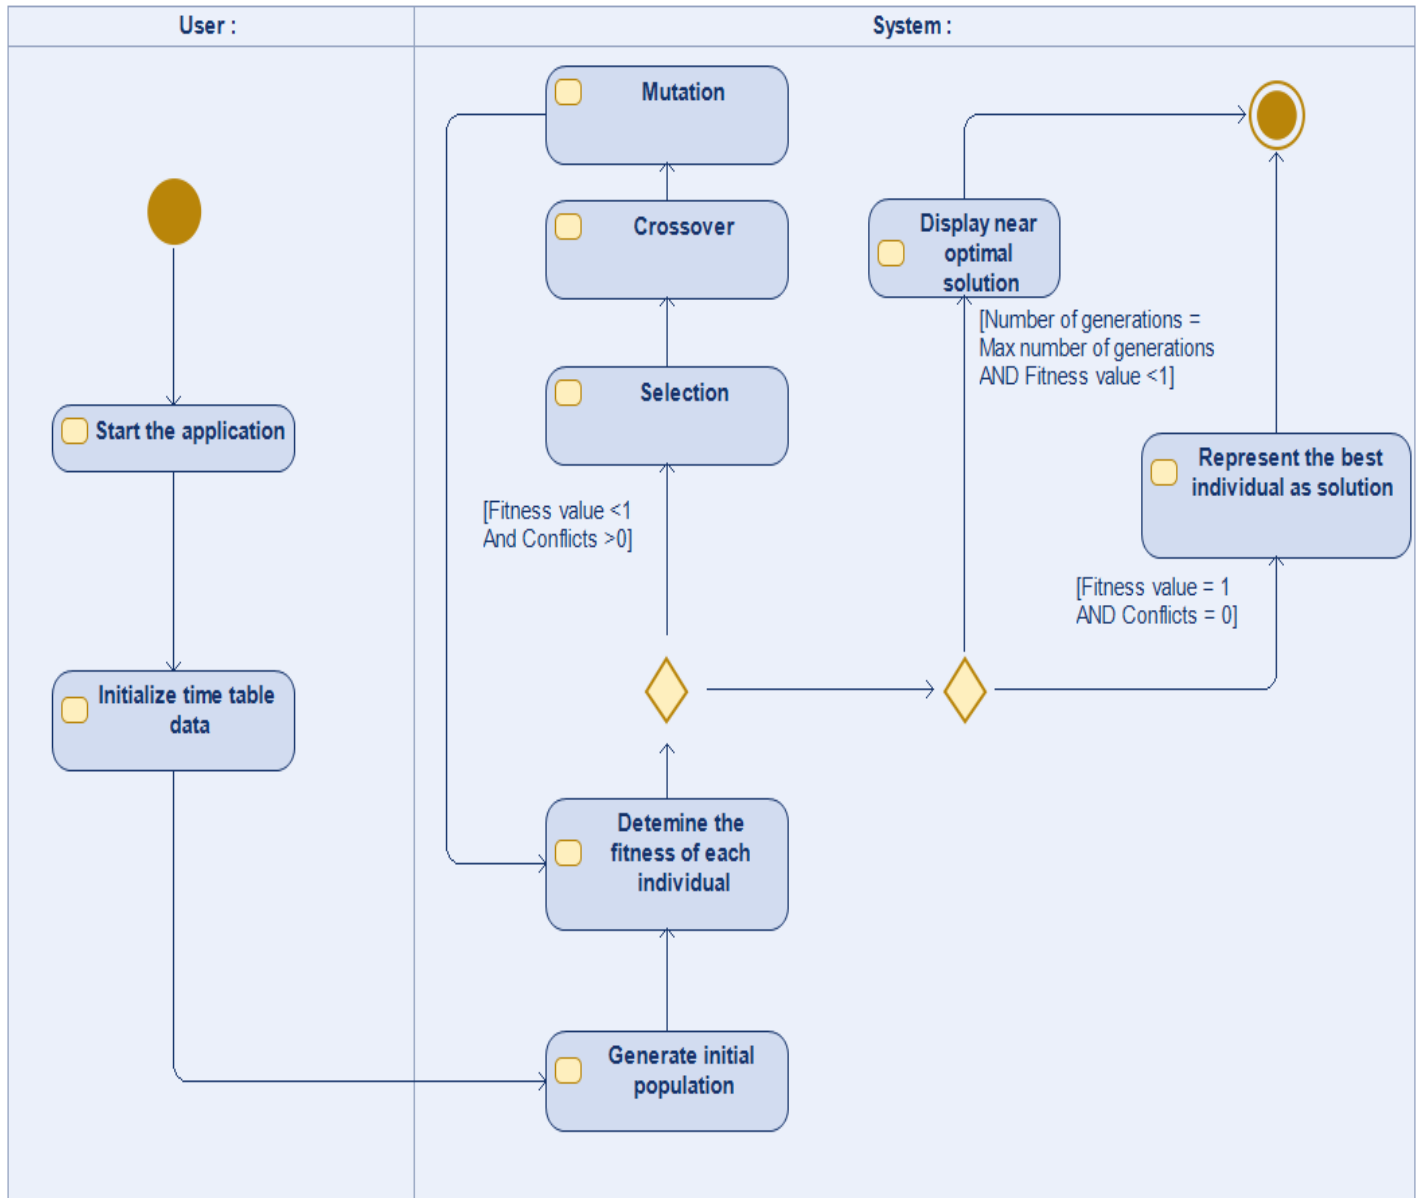 User :
System :
Mutation
Crossover
Display near
optimal
solution
[Number of generations =
Max number of generations
AND Fitness value <1]
Selection
Start the application
Represent the best
individual as solution
[Fitness value <1
And Conflicts >0]
[Fitness value = 1
AND Conflicts = 0]
Initialize time table
data
Detemine the
fitness of each
individual
Generate initial
population